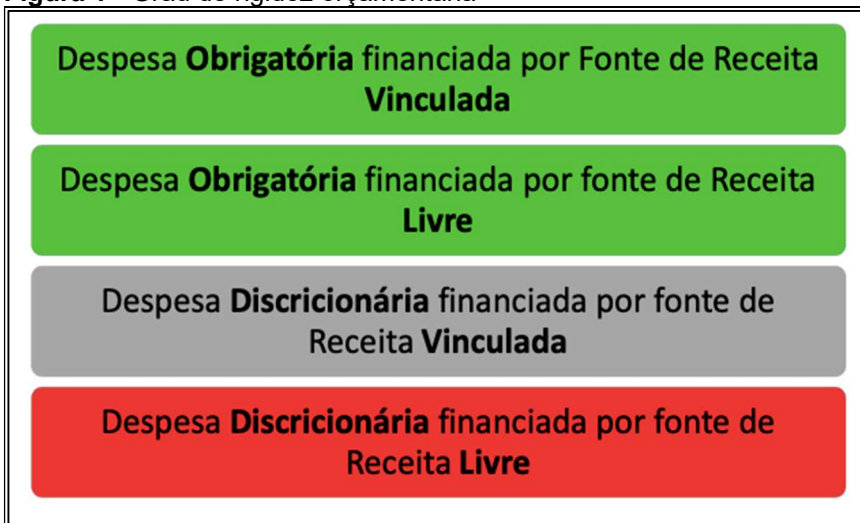 Despesa Obrigatória financiada por Fonte de Receita
Vinculada
Despesa Obrigatória financiada por fonte de Receita
Livre
Despesa Discricionária financiada por fonte de
Receita Vinculada
Despesa Discricionária financiada por fonte de
Receita Livre